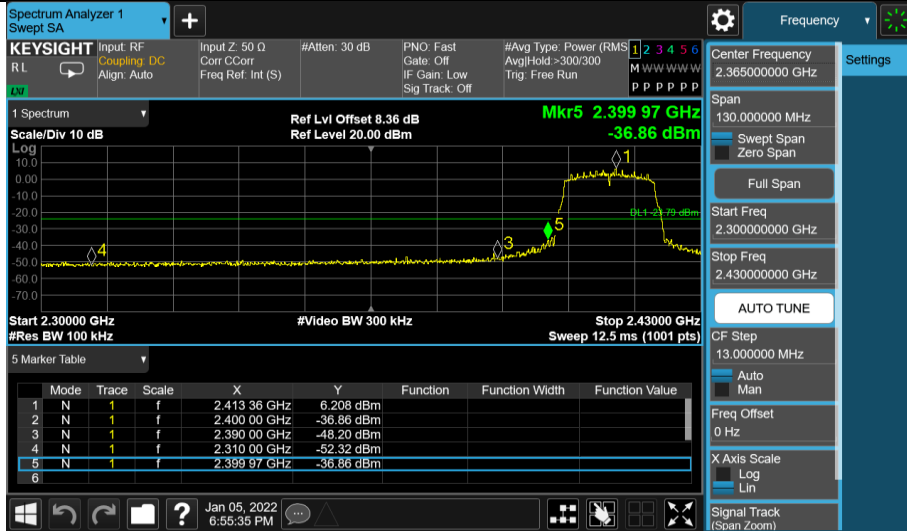 Spectrum Analyzer 1
Swept SA
Frequency
KEYSIGHT
RL
LXI
Input: RF
Coupling: DC
Align: Auto
Input Z: 50 Ω
Corr CCorr
Freq Ref: Int (S)
#Atten: 30 dB
PNO: Fast
Gate: Off
IF Gain: Low
Sig Track: Off
#Avg Type: Power (RMS
Avg|Hold:>300/300
Trig: Free Run
1 2 3 4 5 6
M W W W W W
P P P P P P
Center Frequency
2.365000000 GHz
Settings
1 Spectrum
Scale/Div 10 dB
Ref Lvl Offset 8.36 dB
Ref Level 20.00 dBm
Mkr5 2.399 97 GHz
-36.86 dBm
Log
10.0
0.00
-10.0
-20.0
-30.0
-40.0
-50.0
-60.0
-70.0
1
DL1 -23.79 dBm
5
3
4
Start 2.30000 GHz
#Res BW 100 kHz
#Video BW 300 kHz
Stop 2.43000 GHz
Sweep 12.5 ms (1001 pts)
Span
130.000000 MHz
Swept Span
Zero Span
Full Span
Start Freq
2.300000000 GHz
Stop Freq
2.430000000 GHz
AUTO TUNE
CF Step
13.000000 MHz
Auto
Man
Freq Offset
0 Hz
X Axis Scale
Log
Lin
Signal Track
(Span Zoom)
5 Marker Table
Mode Trace Scale X Y Function Function Width Function Value
1 N 1 f 2.413 36 GHz 6.208 dBm
2 N 1 f 2.400 00 GHz -36.86 dBm
3 N 1 f 2.390 00 GHz -48.20 dBm
4 N 1 f 2.310 00 GHz -52.32 dBm
5 N 1 f 2.399 97 GHz -36.86 dBm
6
?
Jan 05, 2022
6:55:35 PM